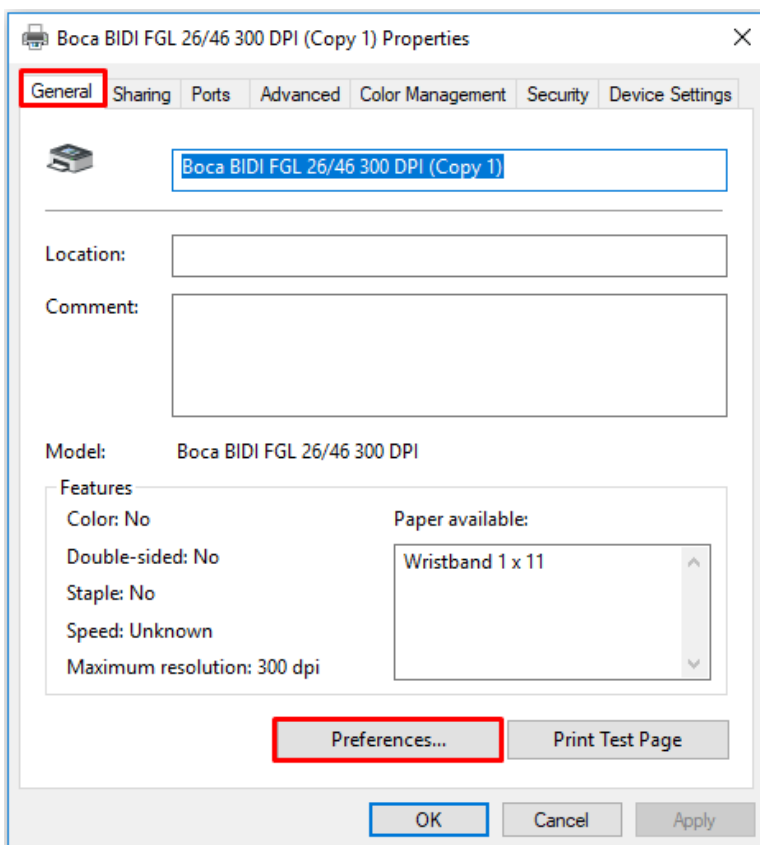 Boca BIDI FGL 26/46 300 DPI (Copy 1) Properties
General Sharing Ports Advanced Color Management Security Device Settings
Boca BIDI FGL 26/46 300 DPI (Copy 1)
Location:
Comment:
Model: Boca BIDI FGL 26/46 300 DPI
Features
Color: No
Paper available:
Double-sided: No
Wristband 1 x 11
Staple: No
Speed: Unknown
Maximum resolution: 300 dpi
Preferences... Print Test Page
OK Cancel Apply